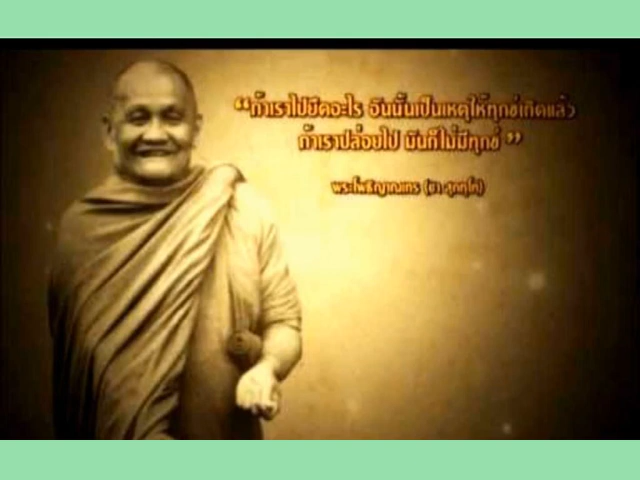 “ถ้าเราไปยึดอะไร อันนั้นเป็นเหตุให้ทุกข์เกิดแล้ว
ถ้าเราปล่อยไป มันก็ไม่มีทุกข์”
พระโพธิญาณเถร (ชา สุภทฺโท)